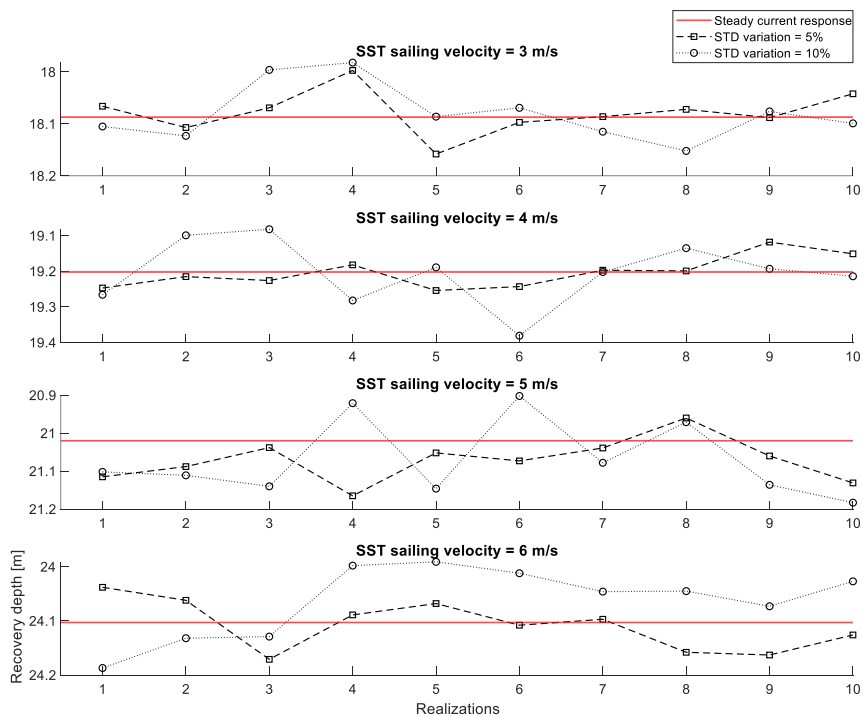 Steady current response
STD variation = 5%
STD variation = 10%
SST sailing velocity = 3 m/s
18
18.1
18.2
1 2 3 4 5 6 7 8 9 10
SST sailing velocity = 4 m/s
19.1
19.2
19.3
19.4
1 2 3 4 5 6 7 8 9 10
SST sailing velocity = 5 m/s
20.9
21
21.1
21.2
1 2 3 4 5 6 7 8 9 10
SST sailing velocity = 6 m/s
24
24.1
24.2
1 2 3 4 5 6 7 8 9 10
Recovery depth [m]
Realizations